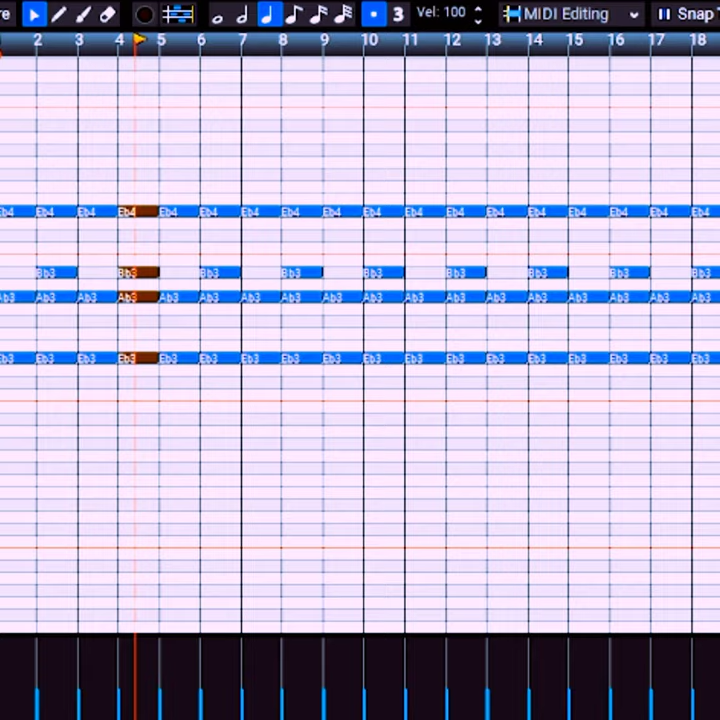 re 3 Vel: 100 MIDI Editing Snap
2 3 4 5 6 7 8 9 10 11 12 13 14 15 16 17 18
Eb4 Eb4 Eb4 Eb4 Eb4 Eb4 Eb4 Eb4 Eb4 Eb4 Eb4 Eb4 Eb4 Eb4 Eb4 Eb4 Eb4 Eb4
Bb3 Bb3 Bb3 Bb3 Bb3 Bb3 Bb3 Bb3 Bb3
Ab3 Ab3 Ab3 Ab3 Ab3 Ab3 Ab3 Ab3 Ab3 Ab3 Ab3 Ab3 Ab3 Ab3 Ab3 Ab3 Ab3 Ab3
Eb3 Eb3 Eb3 Eb3 Eb3 Eb3 Eb3 Eb3 Eb3 Eb3 Eb3 Eb3 Eb3 Eb3 Eb3 Eb3 Eb3 Eb3